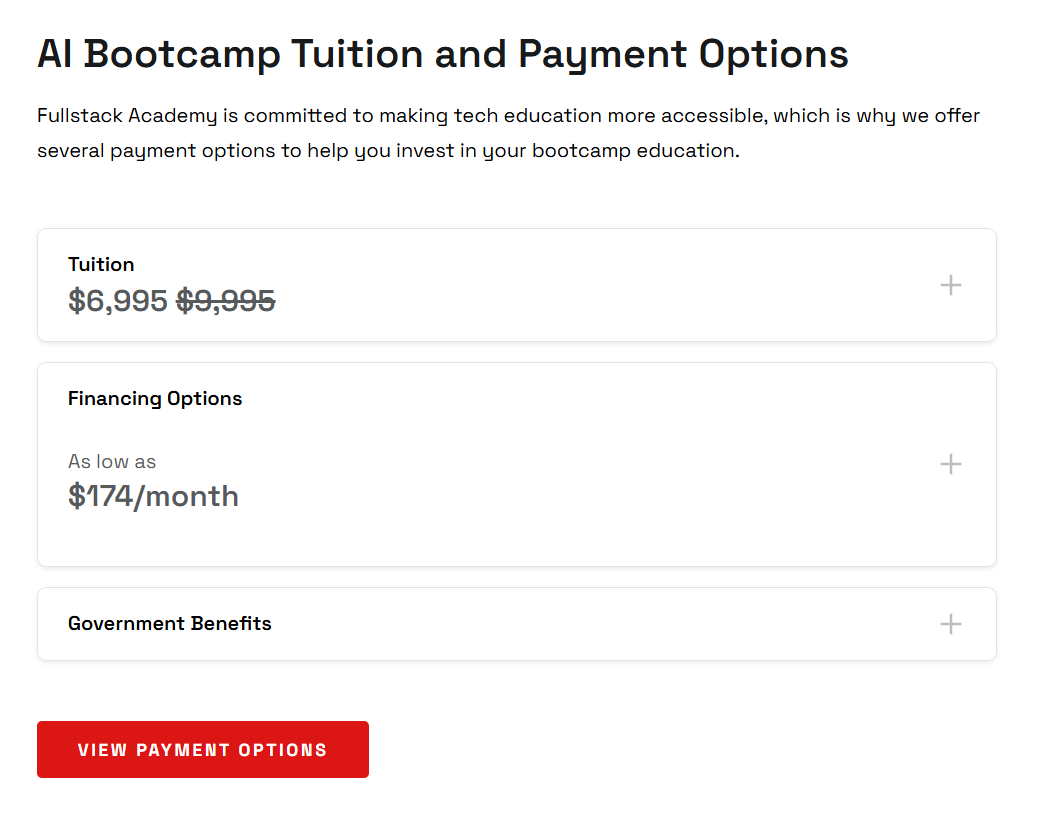 AI Bootcamp Tuition and Payment Options
Fullstack Academy is committed to making tech education more accessible, which is why we offer
several payment options to help you invest in your bootcamp education.
Tuition
$6,995 $9,995
Financing Options
As low as
$174/month
Government Benefits
VIEW PAYMENT OPTIONS